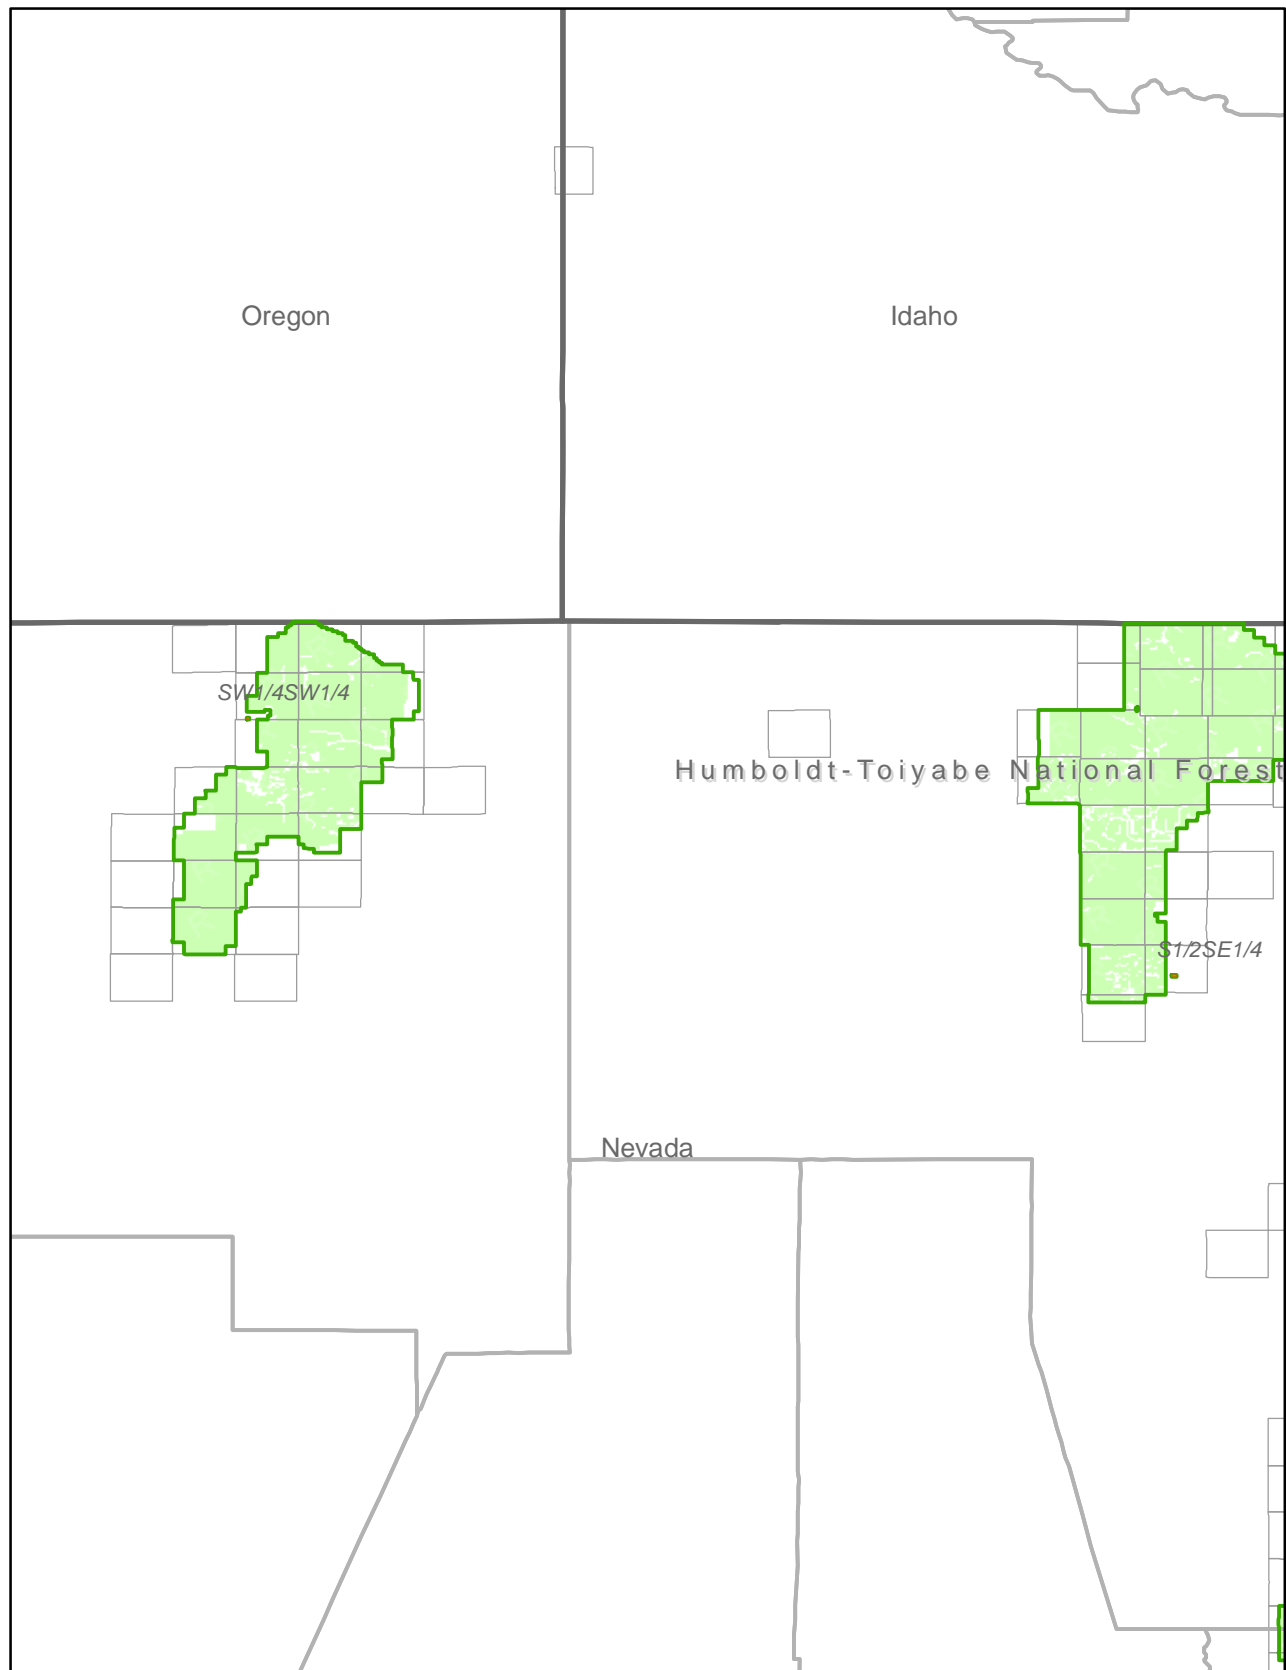 Oregon
Idaho
SW1/4SW1/4
Humboldt-Toiyabe National Forest
S1/2SE1/4
Nevada